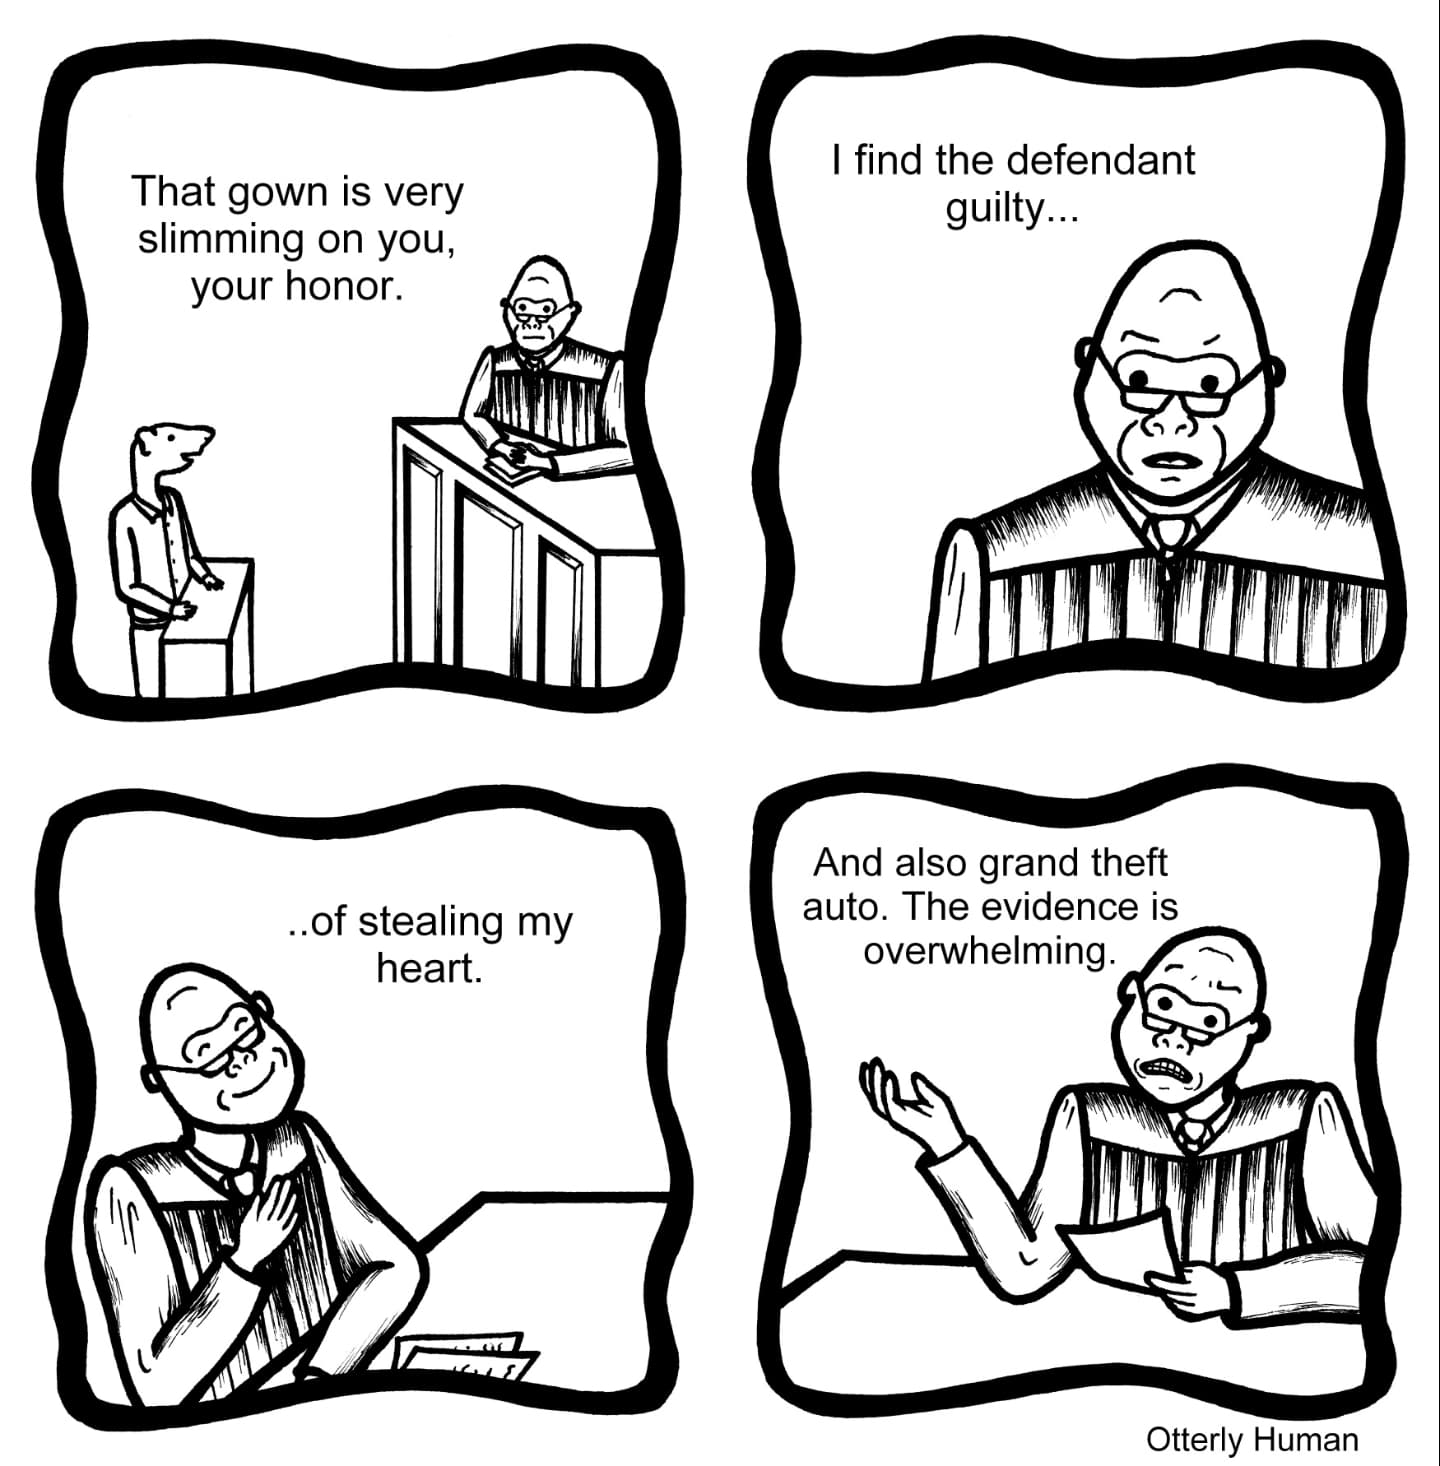 That gown is very
slimming on you,
your honor.
I find the defendant
guilty...
..of stealing my
heart.
And also grand theft
auto. The evidence is
overwhelming.
Otterly Human